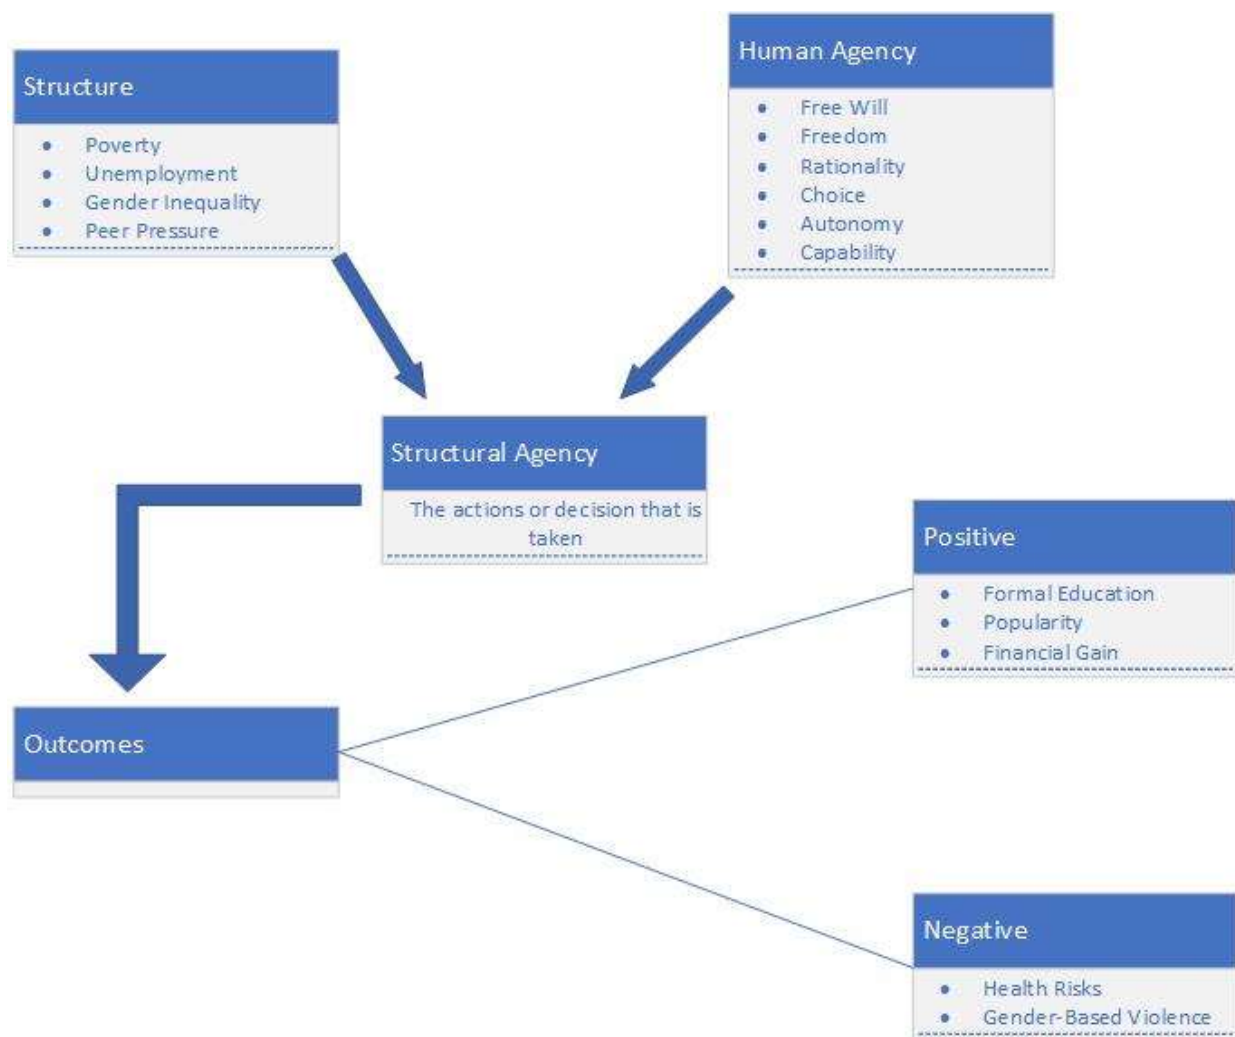 Structure
• Poverty
• Unemployment
• Gender Inequality
• Peer Pressure
Human Agency
• Free Will
• Freedom
• Rationality
• Choice
• Autonomy
• Capability
Structural Agency
The actions or decision that is
taken
Outcomes
Positive
• Formal Education
• Popularity
• Financial Gain
Negative
• Health Risks
• Gender-Based Violence